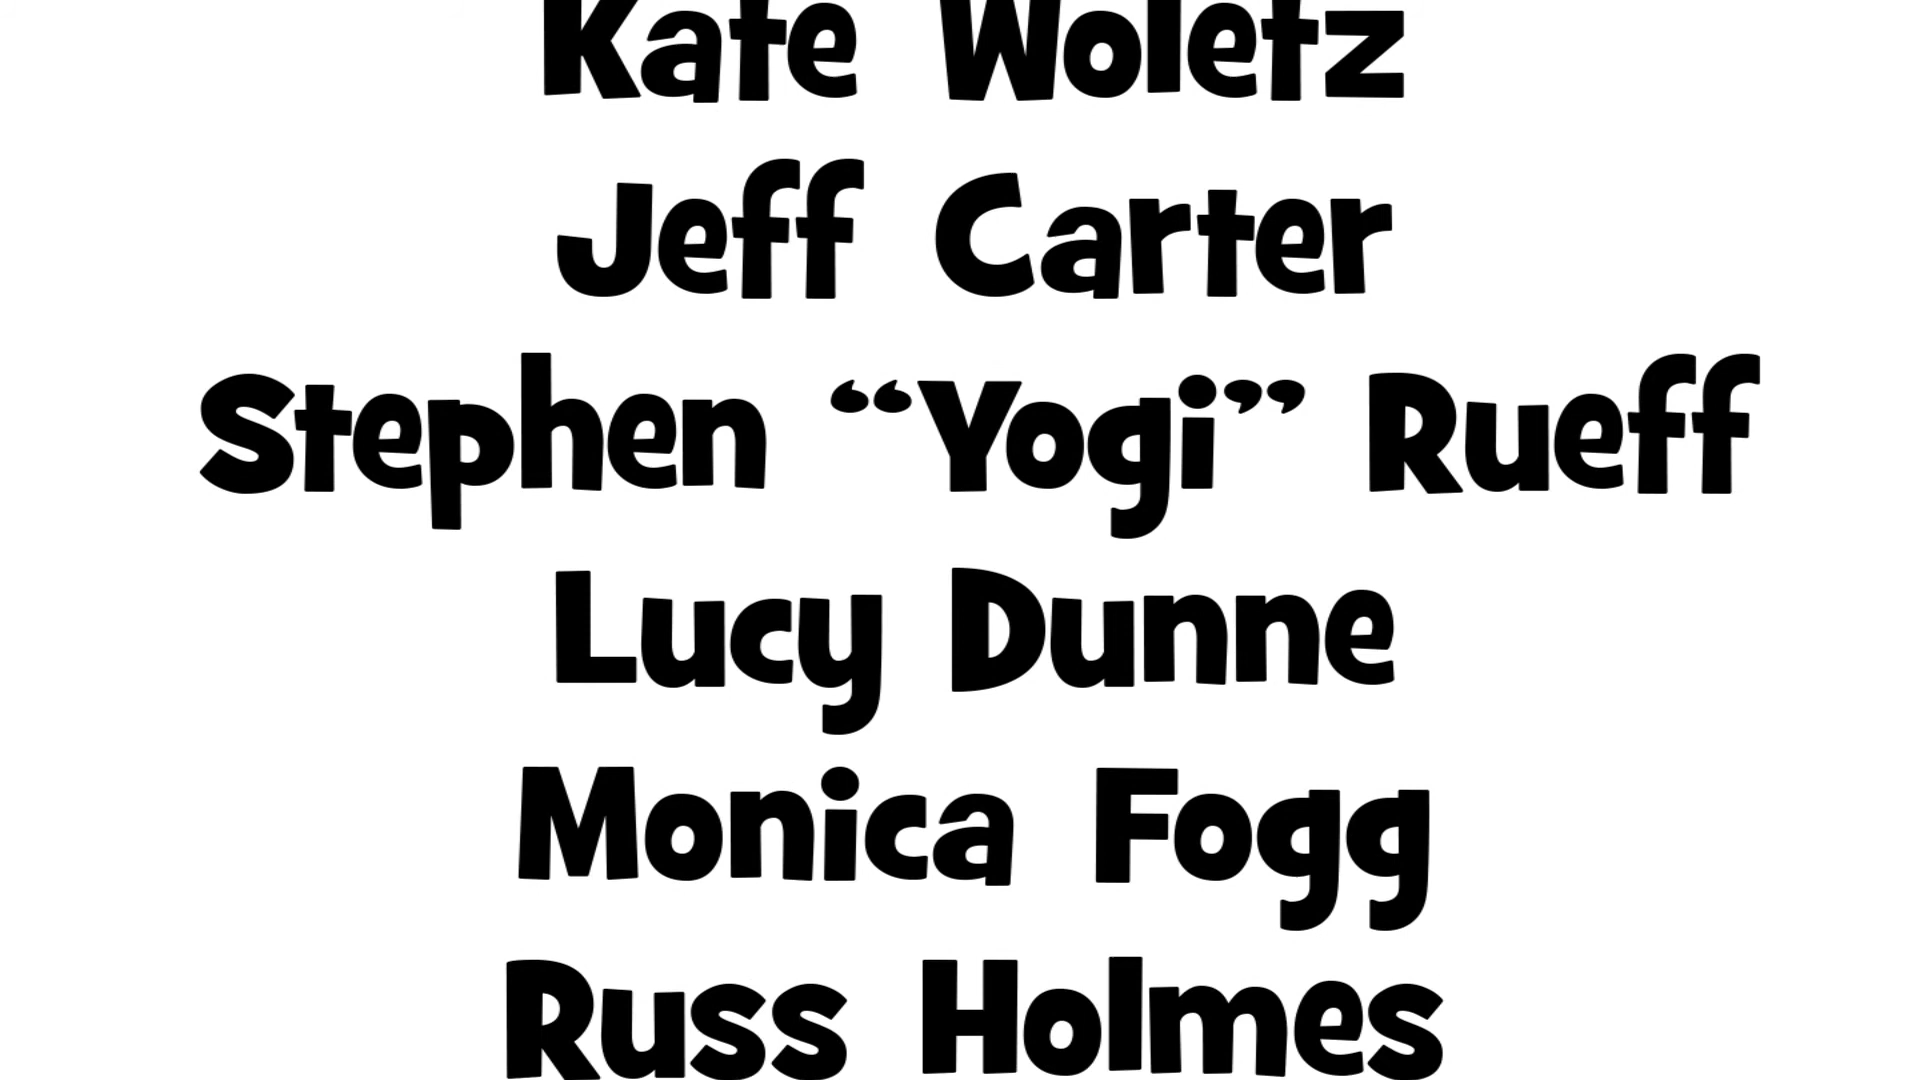 Kate Woletz
Jeff Carter
Stephen “Yogi” Rueff
Lucy Dunne
Monica Fogg
Russ Holmes